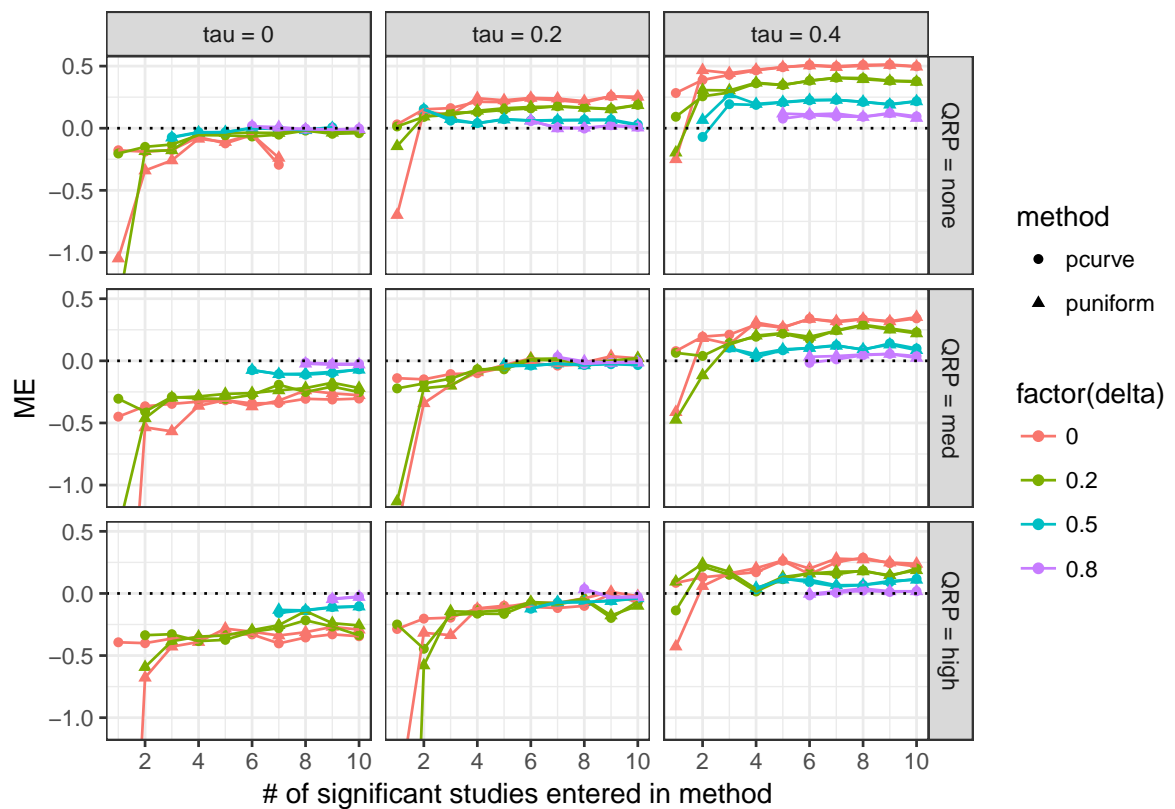 tau = 0
tau = 0.2
tau = 0.4
0.5
0.0
−0.5
−1.0
QRP = none
0.5
0.0
−0.5
−1.0
QRP = med
0.5
0.0
−0.5
−1.0
QRP = high
ME
2 4 6 8 10
2 4 6 8 10
2 4 6 8 10
# of significant studies entered in method
method
pcurve
puniform
factor(delta)
0
0.2
0.5
0.8